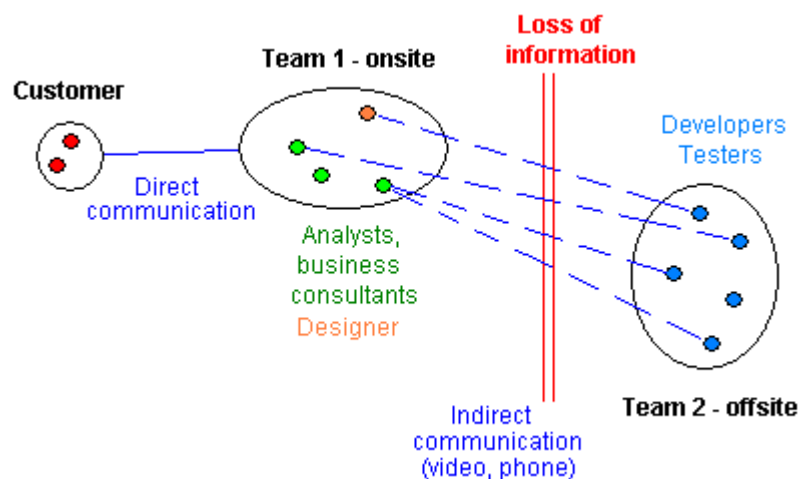 Customer
Team 1 - onsite
Loss of
information
Developers
Testers
Direct
communication
Analysts,
business
consultants
Designer
Team 2 - offsite
Indirect
communication
(video, phone)